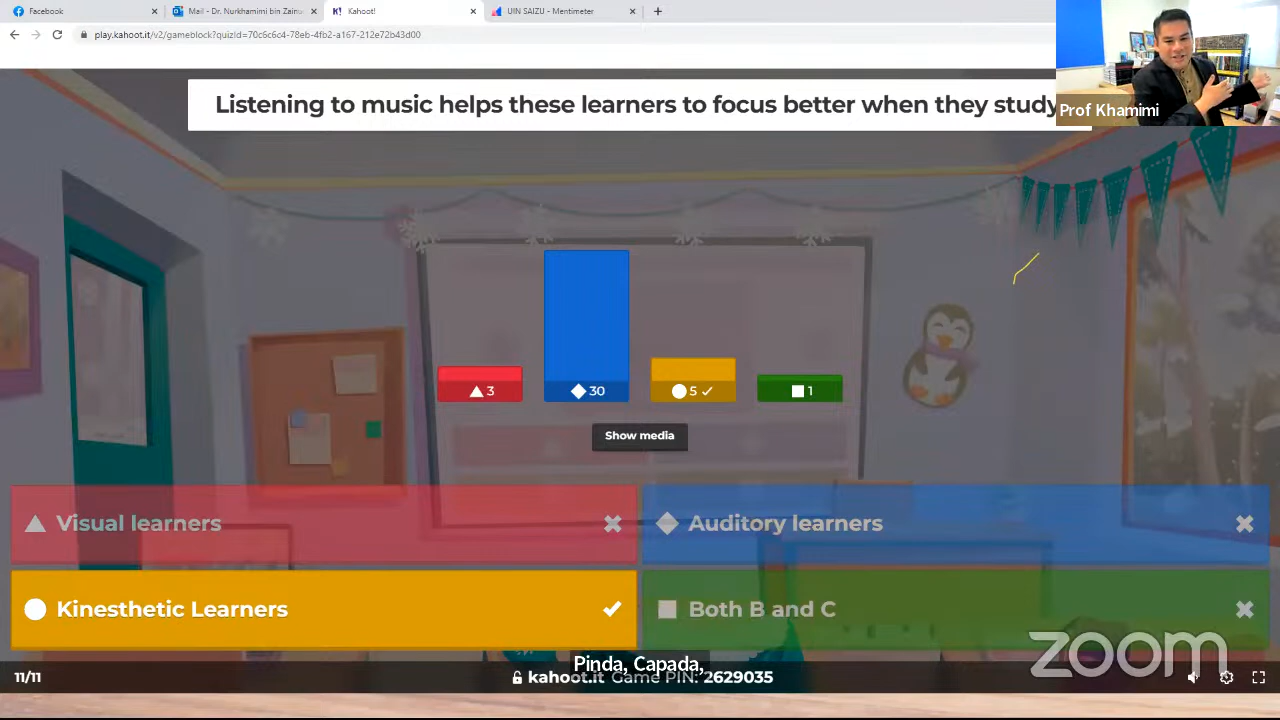 Facebook
Mail - Dr. Nurkhamimi bin Zainu
Kahoot!
UIN SAIZU - Mentimeter
play.kahoot.it/v2/gameblock?quizId=70c6c6c4-78eb-4fb2-a167-212e72b43d00
Listening to music helps these learners to focus better when they study
Prof Khamimi
3
30
5
1
Show media
Visual learners
Auditory learners
Kinesthetic Learners
Both B and C
zoom
Pinda, Capada,
11/11
kahoot.it Game PIN: 2629035